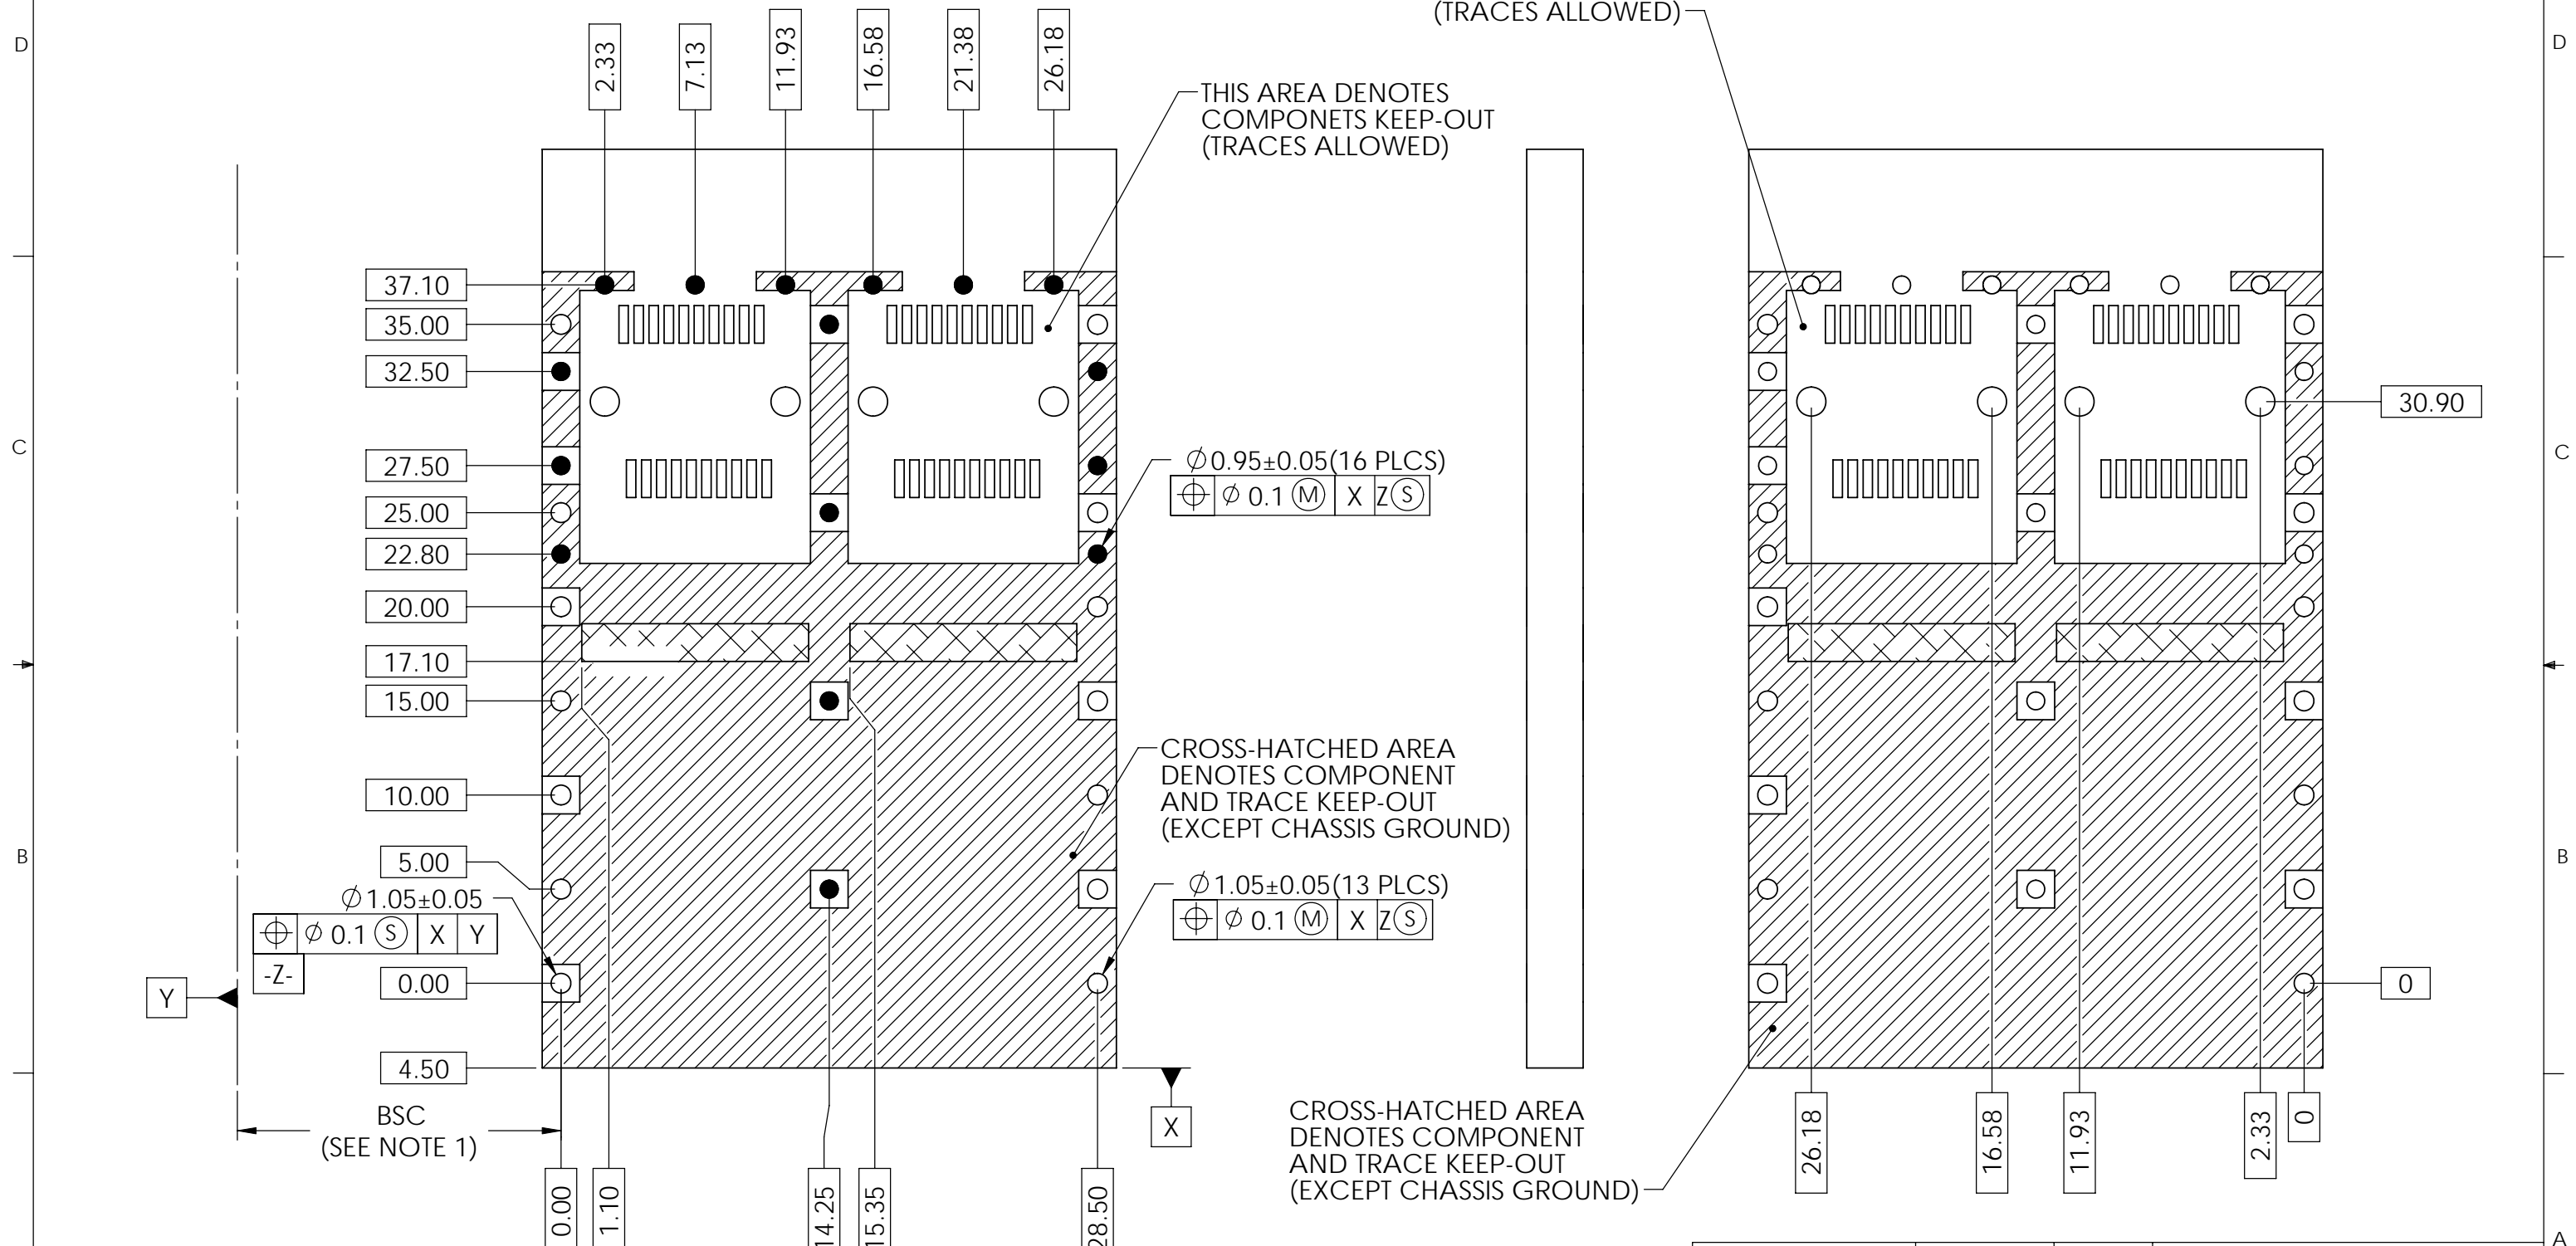 D
D
(TRACES ALLOWED)
2.33
7.13
11.93
16.58
21.38
26.18
THIS AREA DENOTES
COMPONETS KEEP-OUT
(TRACES ALLOWED)
37.10
35.00
32.50
30.90
C
C
27.50
⌀0.95±0.05(16 PLCS)
⌀ 0.1 Ⓜ X ZⓈ
25.00
22.80
20.00
17.10
15.00
CROSS-HATCHED AREA
DENOTES COMPONENT
AND TRACE KEEP-OUT
(EXCEPT CHASSIS GROUND)
10.00
B
B
5.00
⌀1.05±0.05
⌀ 0.1 Ⓢ X Y
-Z-
⌀1.05±0.05(13 PLCS)
⌀ 0.1 Ⓜ X ZⓈ
0.00
0
Y
4.50
X
BSC
(SEE NOTE 1)
CROSS-HATCHED AREA
DENOTES COMPONENT
AND TRACE KEEP-OUT
(EXCEPT CHASSIS GROUND)
26.18
16.58
11.93
2.33
0
0.00
1.10
14.25
15.35
28.50
A